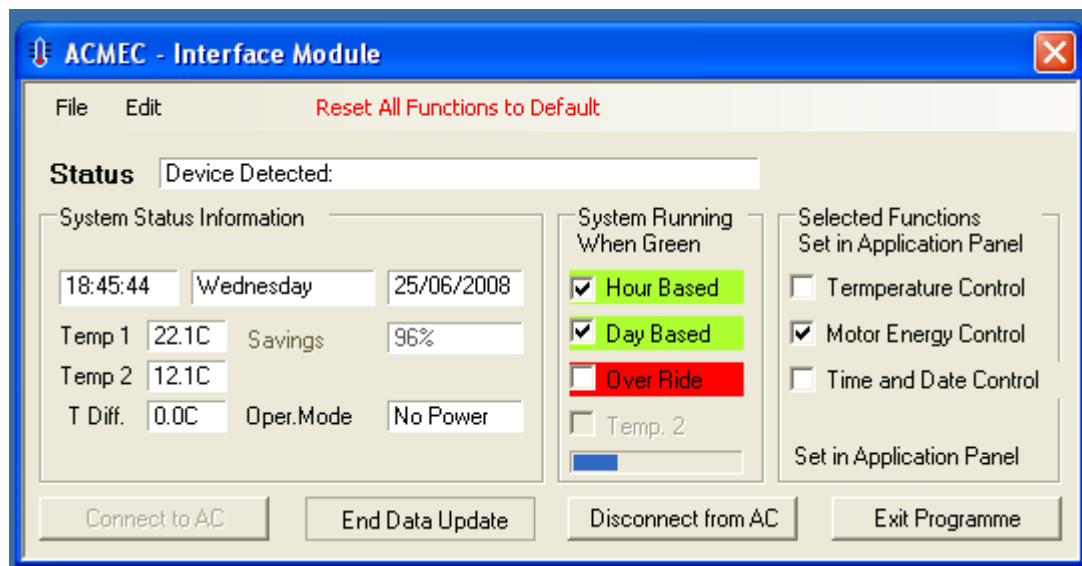 ACMEC - Interface Module
File Edit Reset All Functions to Default
Status Device Detected:
System Status Information
18:45:44 Wednesday 25/06/2008
Temp 1 22.1C Savings 96%
Temp 2 12.1C
T Diff. 0.0C Oper.Mode No Power
System Running
When Green
Hour Based
Day Based
Over Ride
Temp. 2
Selected Functions
Set in Application Panel
Termperature Control
Motor Energy Control
Time and Date Control
Set in Application Panel
Connect to AC End Data Update Disconnect from AC Exit Programme